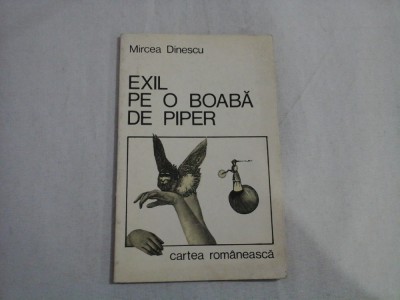 Mircea Dinescu
EXIL
PE O BOABĂ
DE PIPER
cartea românească